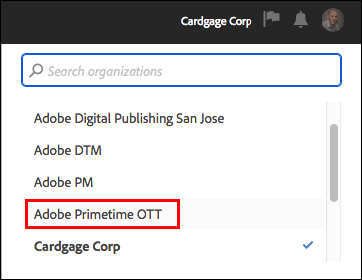 Cardgage Corp
Search organizations
Adobe Digital Publishing San Jose
Adobe DTM
Adobe PM
Adobe Primetime OTT
Cardgage Corp